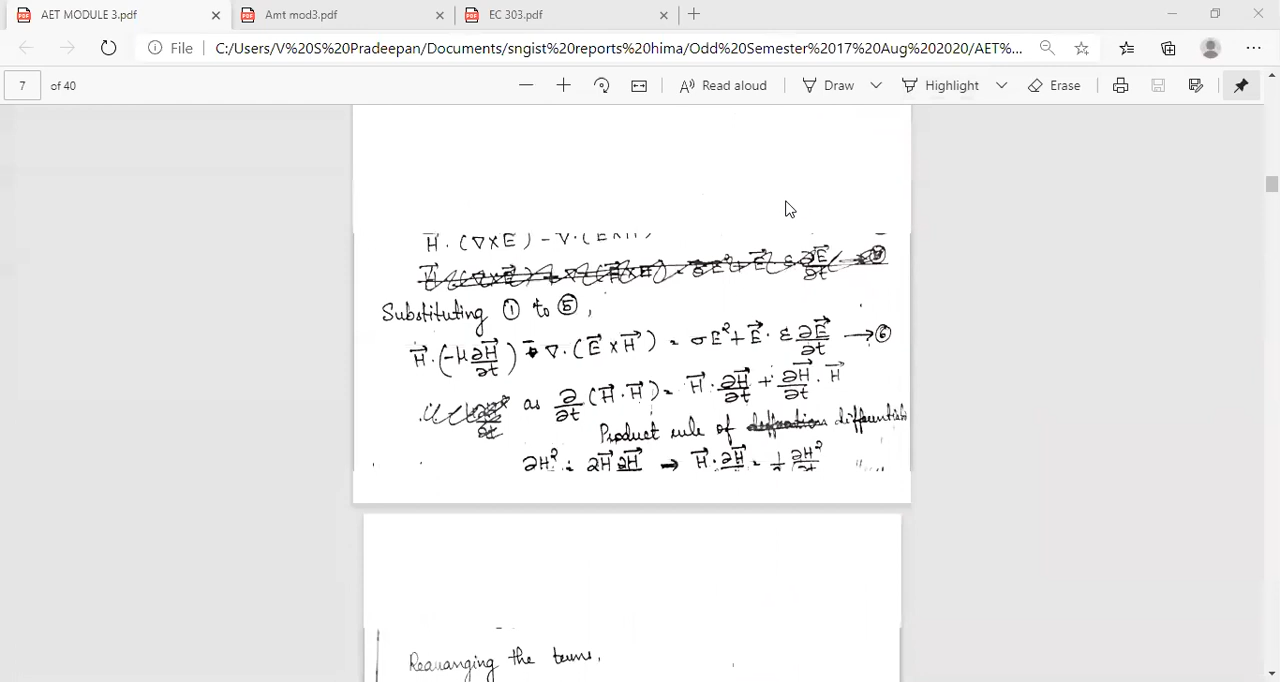 AET MODULE 3.pdf
Amt mod3.pdf
EC 303.pdf
File
C:/Users/V%20S%20Pradeepan/Documents/sngist%20reports%20hima/Odd%20Semester%2017%20Aug%202020/AET%...
7 of 40
Read aloud
Draw
Highlight
Erase
H⃗ · (∇×E) − ∇·(E×H)
Substituting ① to ⑤,
H⃗·(−μ ∂H⃗/∂t) − ∇·(E⃗×H⃗) = σE² + E⃗· ε ∂E⃗/∂t → ⑥
as ∂/∂t (H⃗·H⃗) = H⃗·∂H⃗/∂t + ∂H⃗/∂t · H⃗
Product rule of differentiati
∂H² = 2H⃗ ∂H⃗ → H⃗·∂H⃗ = ½ ∂H²/∂t
Rearranging the terms,